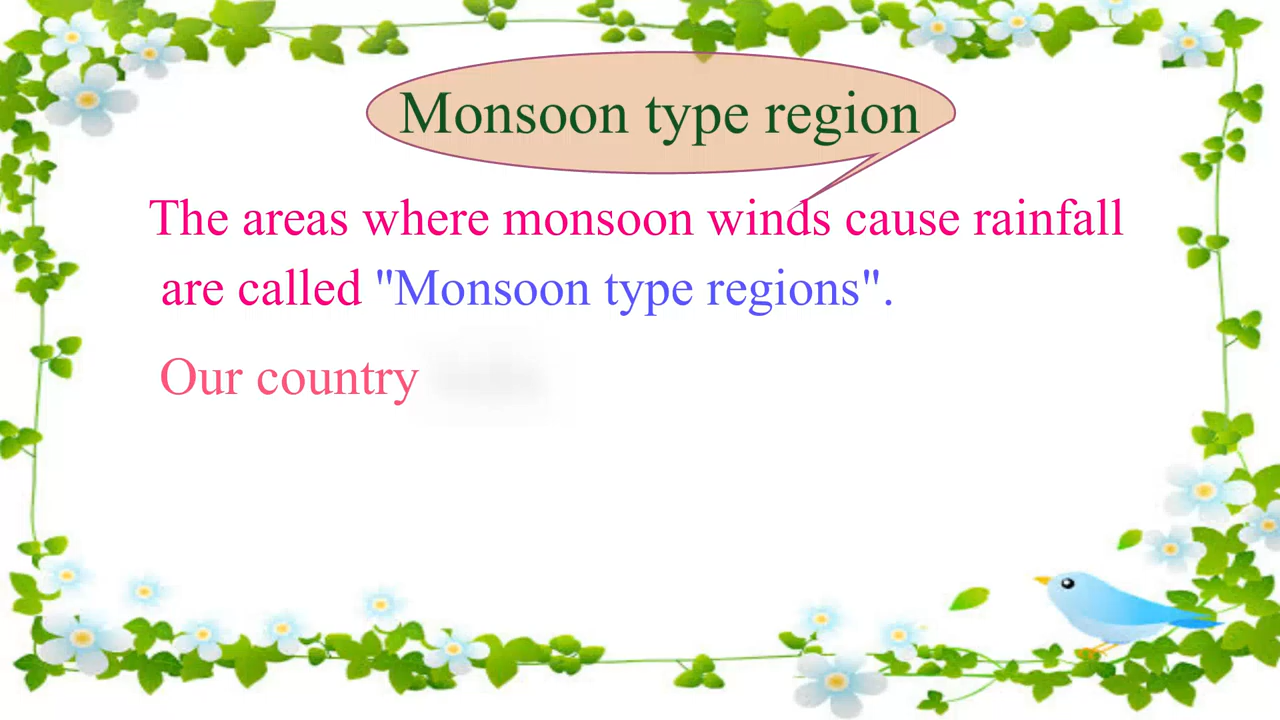 Monsoon type region
The areas where monsoon winds cause rainfall
are called "Monsoon type regions".
Our country